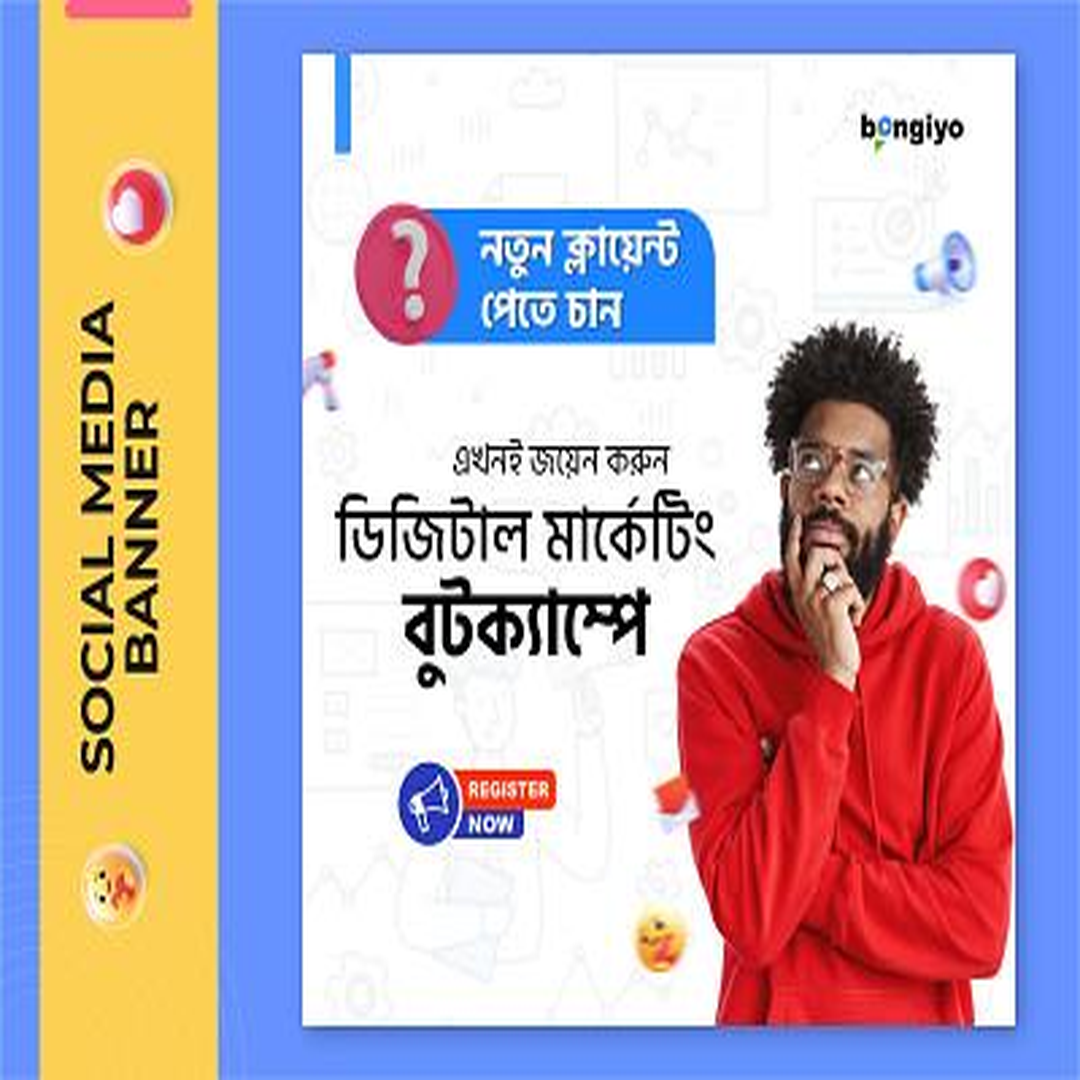 SOCIAL MEDIA
BANNER
bongiyo
?
নতুন ক্লায়েন্ট
পেতে চান
এখনই জয়েন করুন
ডিজিটাল মার্কেটিং
বুটক্যাম্পে
REGISTER
NOW